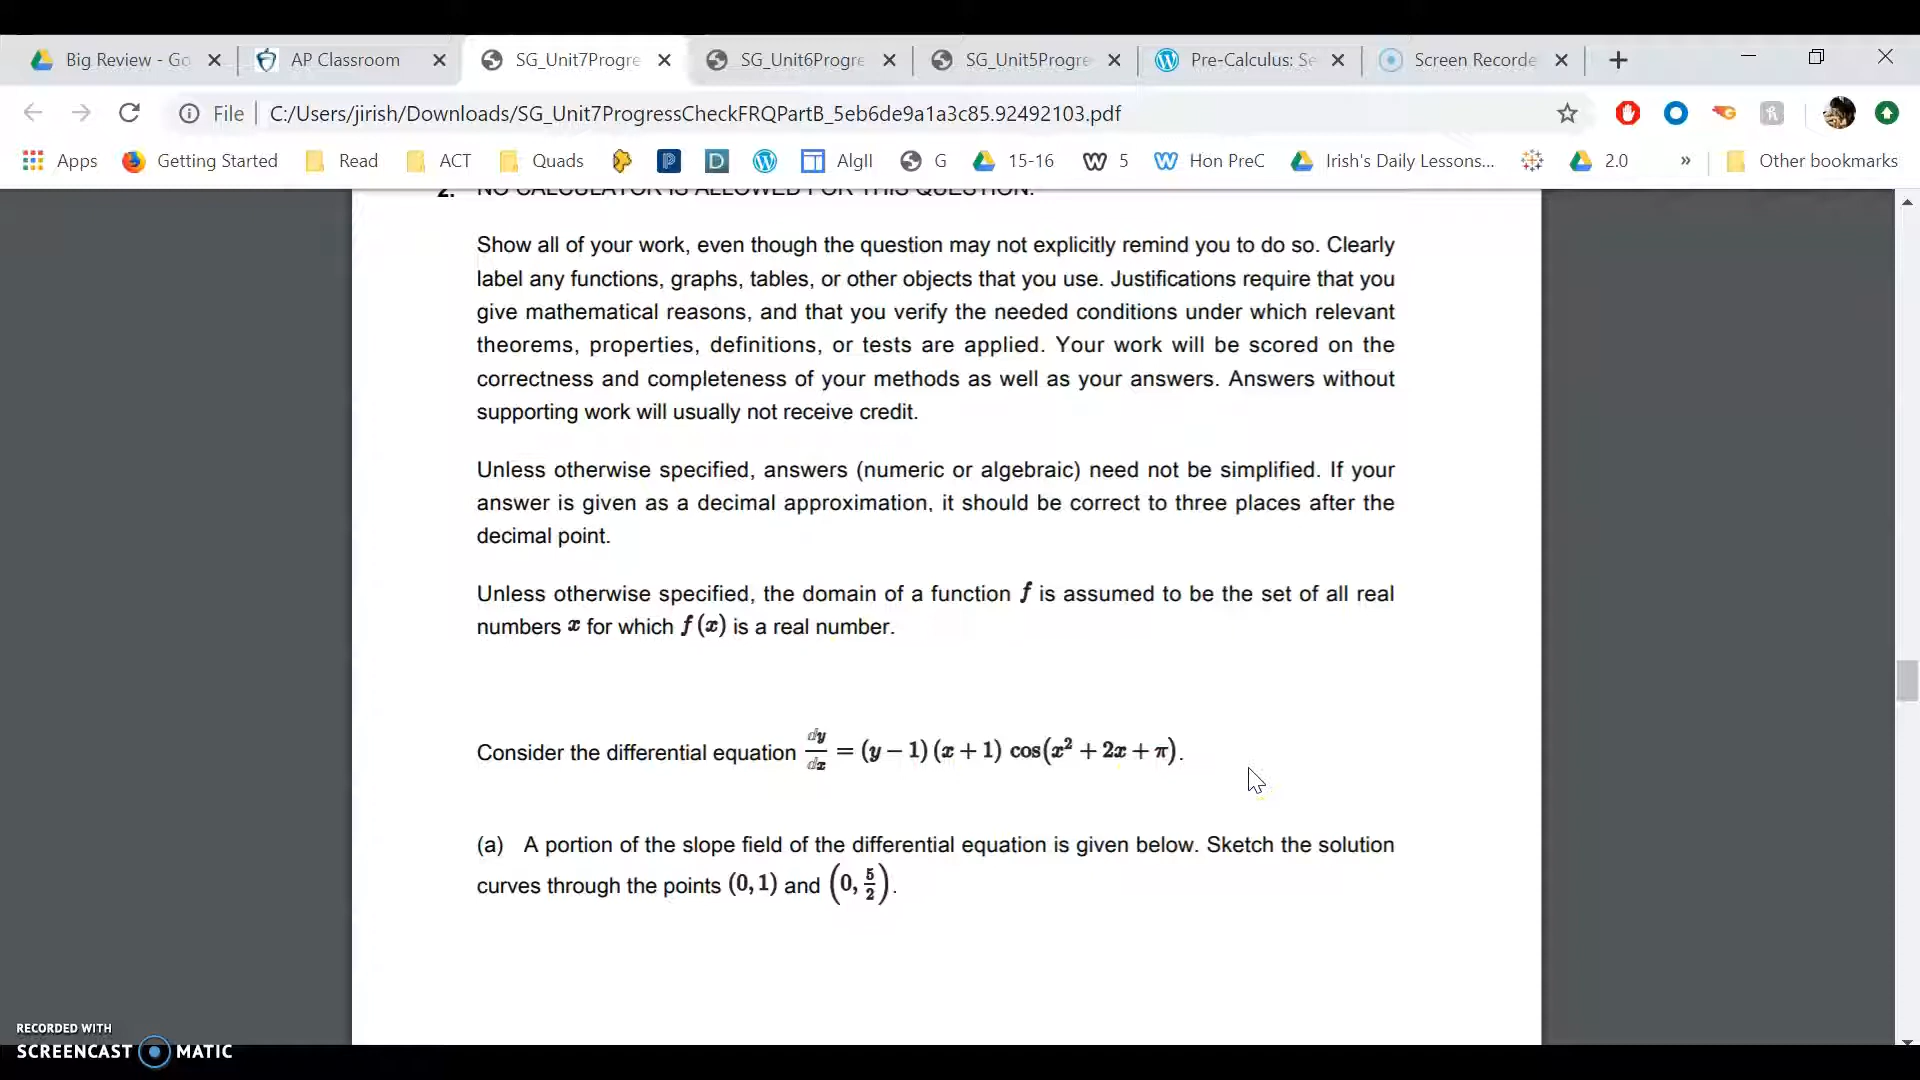 Big Review - Go
AP Classroom
SG_Unit7Progre
SG_Unit6Progre
SG_Unit5Progre
Pre-Calculus: Se
Screen Recorde
File | C:/Users/jirish/Downloads/SG_Unit7ProgressCheckFRQPartB_5eb6de9a1a3c85.92492103.pdf
Apps Getting Started Read ACT Quads AlgII G 15-16 5 Hon PreC Irish's Daily Lessons... 2.0 » Other bookmarks
2. NO CALCULATOR IS ALLOWED FOR THIS QUESTION.
Show all of your work, even though the question may not explicitly remind you to do so. Clearly
label any functions, graphs, tables, or other objects that you use. Justifications require that you
give mathematical reasons, and that you verify the needed conditions under which relevant
theorems, properties, definitions, or tests are applied. Your work will be scored on the
correctness and completeness of your methods as well as your answers. Answers without
supporting work will usually not receive credit.
Unless otherwise specified, answers (numeric or algebraic) need not be simplified. If your
answer is given as a decimal approximation, it should be correct to three places after the
decimal point.
Unless otherwise specified, the domain of a function f is assumed to be the set of all real
numbers x for which f(x) is a real number.
Consider the differential equation dy/dx = (y − 1)(x + 1) cos(x² + 2x + π).
(a) A portion of the slope field of the differential equation is given below. Sketch the solution
curves through the points (0, 1) and (0, 5/2).
RECORDED WITH
SCREENCAST MATIC